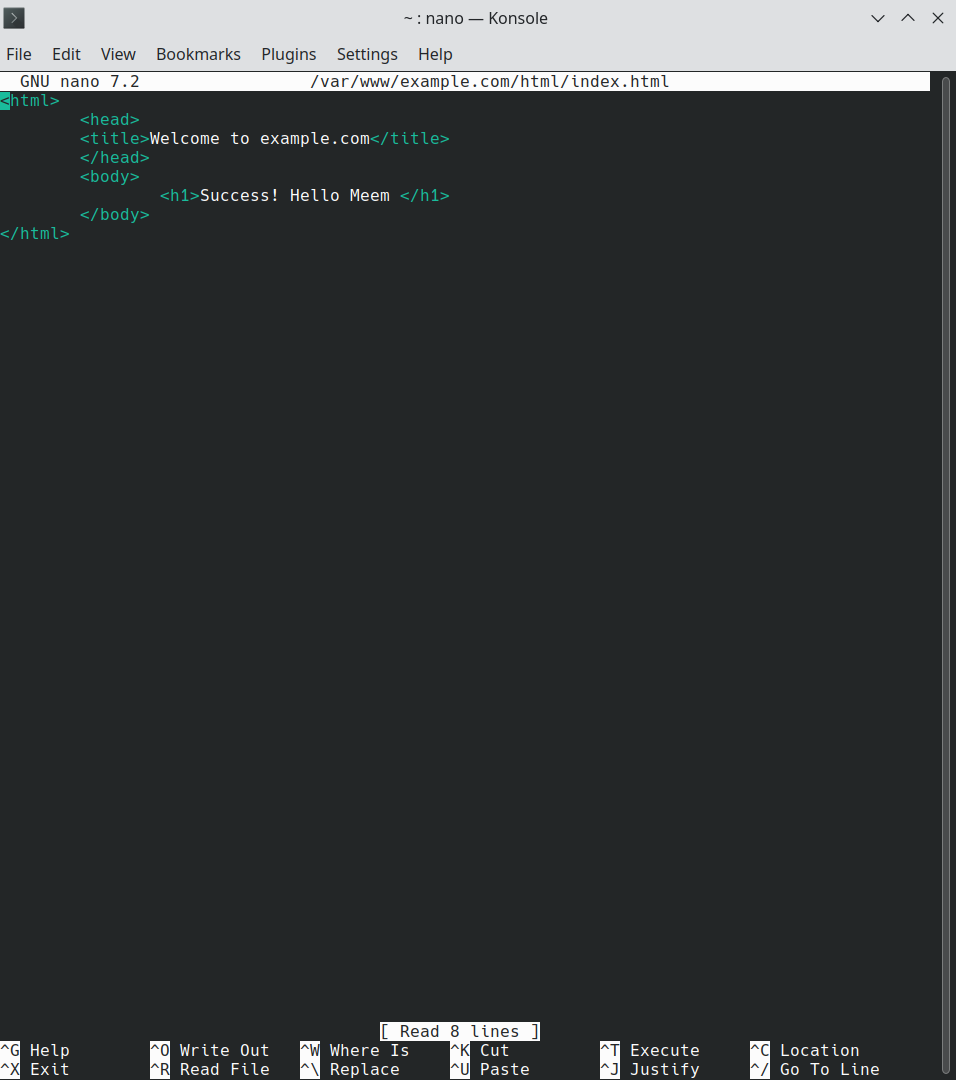 ~ : nano — Konsole
File Edit View Bookmarks Plugins Settings Help
GNU nano 7.2 /var/www/example.com/html/index.html
<html>
<head>
<title>Welcome to example.com</title>
</head>
<body>
<h1>Success! Hello Meem </h1>
</body>
</html>
[ Read 8 lines ]
^G Help ^O Write Out ^W Where Is ^K Cut ^T Execute ^C Location
^X Exit ^R Read File ^\ Replace ^U Paste ^J Justify ^/ Go To Line